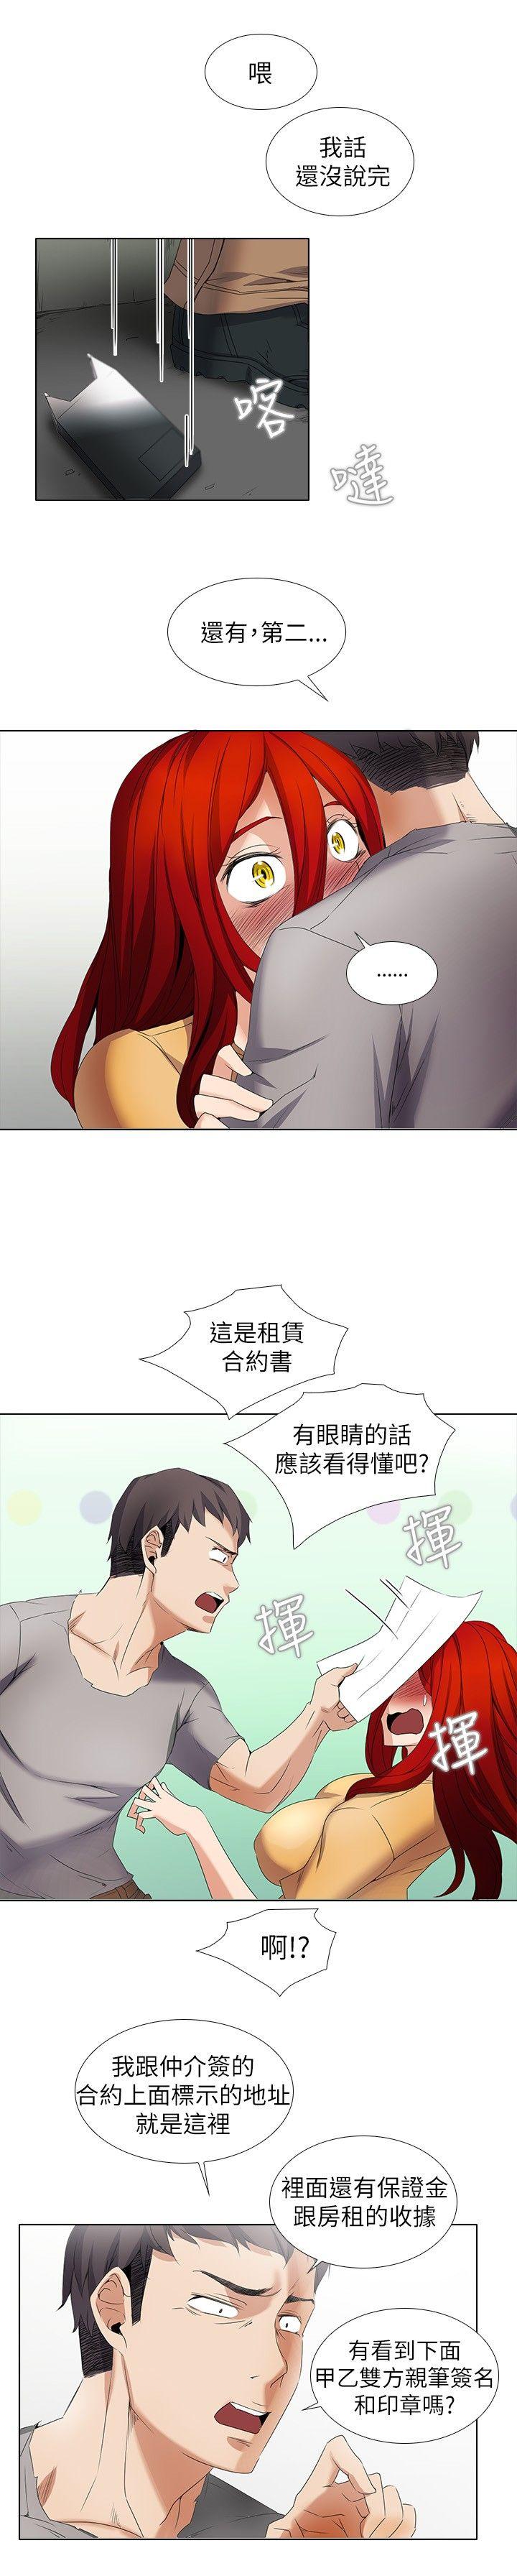 喂
我話
還沒說完
喀
噠
還有，第二...
......
這是租賃
合約書
有眼睛的話
應該看得懂吧?
揮
揮
揮
啊!?
我跟仲介簽的
合約上面標示的地址
就是這裡
裡面還有保證金
跟房租的收據
有看到下面
甲乙雙方親筆簽名
和印章嗎?